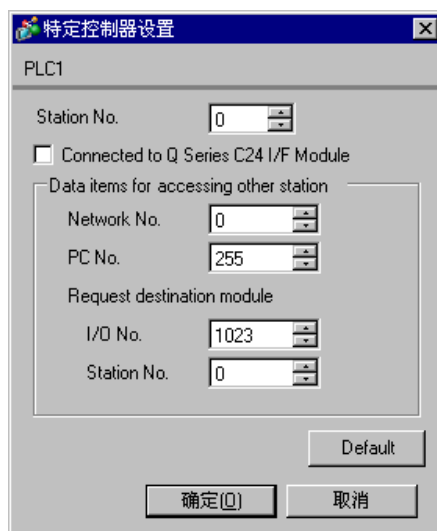 特定控制器设置
PLC1
Station No. 0
Connected to Q Series C24 I/F Module
Data items for accessing other station
Network No. 0
PC No. 255
Request destination module
I/O No. 1023
Station No. 0
Default
确定(O) 取消